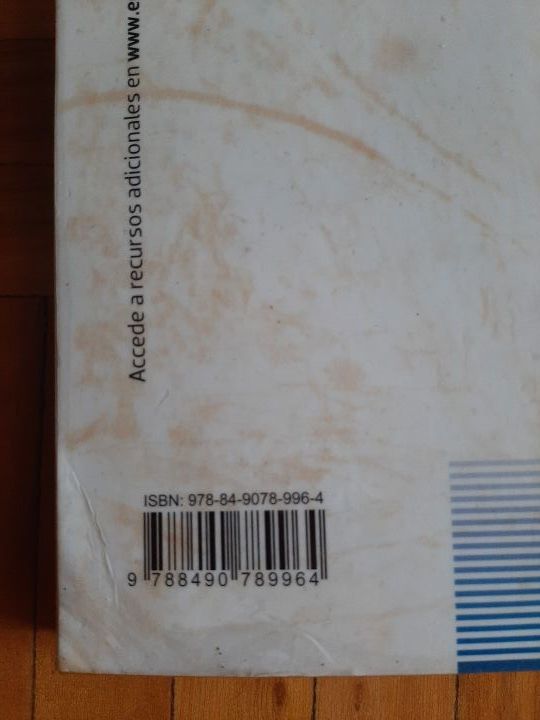 Accede a recursos adicionales en www.e
ISBN: 978-84-9078-996-4
9 788490 789964